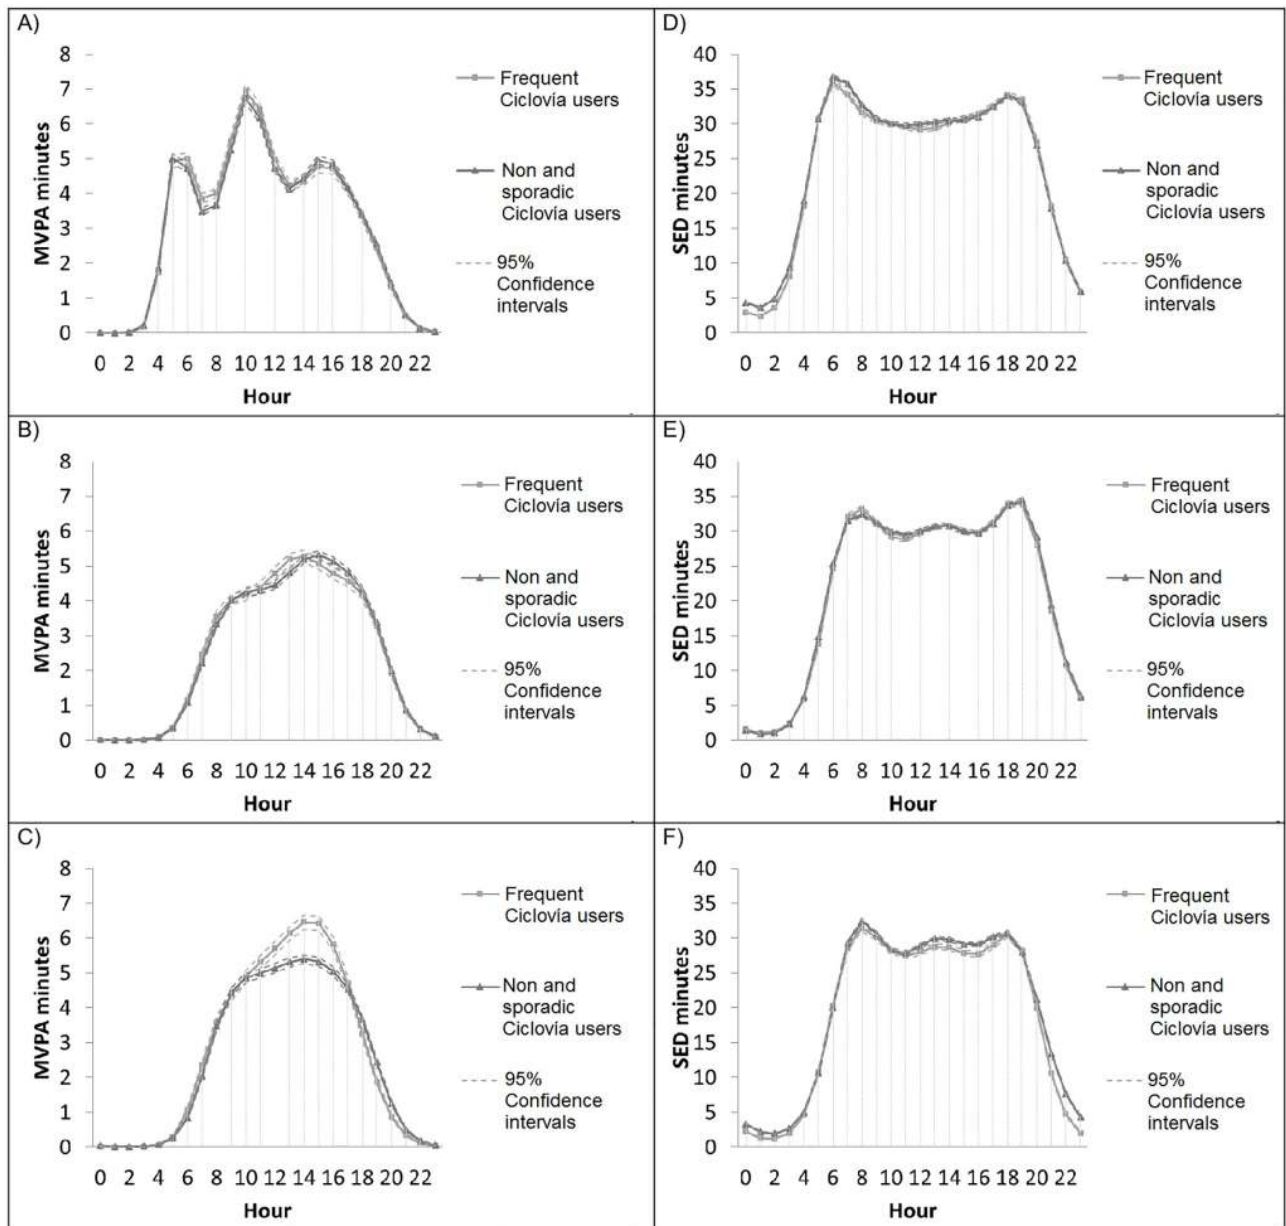 A)
8
7
6
5
4
3
2
1
0
MVPA minutes
0 2 4 6 8 10 12 14 16 18 20 22
Hour
Frequent
Ciclovía users
Non and
sporadic
Ciclovía users
95%
Confidence
intervals
D)
40
35
30
25
20
15
10
5
0
SED minutes
0 2 4 6 8 10 12 14 16 18 20 22
Hour
Frequent
Ciclovía users
Non and
sporadic
Ciclovía users
95%
Confidence
intervals
B)
8
7
6
5
4
3
2
1
0
MVPA minutes
0 2 4 6 8 10 12 14 16 18 20 22
Hour
Frequent
Ciclovía users
Non and
sporadic
Ciclovía users
95%
Confidence
intervals
E)
40
35
30
25
20
15
10
5
0
SED minutes
0 2 4 6 8 10 12 14 16 18 20 22
Hour
Frequent
Ciclovía users
Non and
sporadic
Ciclovía users
95%
Confidence
intervals
C)
8
7
6
5
4
3
2
1
0
MVPA minutes
0 2 4 6 8 10 12 14 16 18 20 22
Hour
Frequent
Ciclovía users
Non and
sporadic
Ciclovía users
95%
Confidence
intervals
F)
40
35
30
25
20
15
10
5
0
SED minutes
0 2 4 6 8 10 12 14 16 18 20 22
Hour
Frequent
Ciclovía users
Non and
sporadic
Ciclovía users
95%
Confidence
intervals